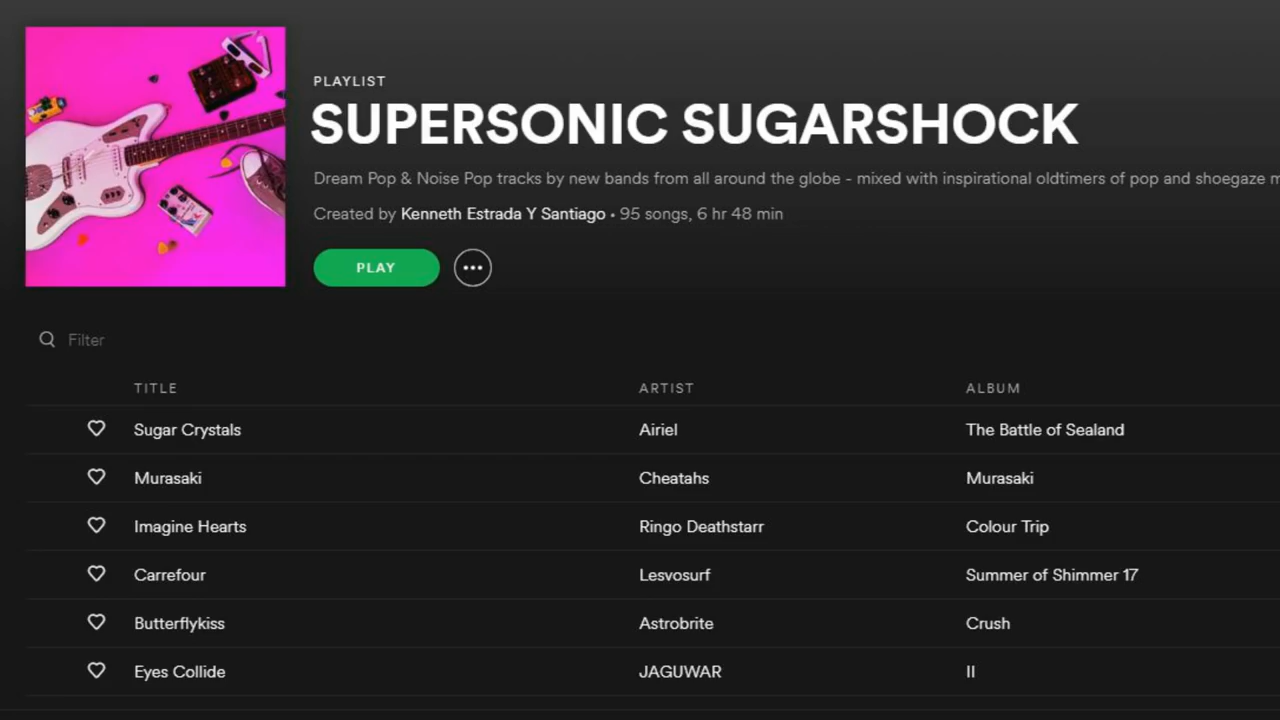 PLAYLIST
SUPERSONIC SUGARSHOCK
Dream Pop & Noise Pop tracks by new bands from all around the globe - mixed with inspirational oldtimers of pop and shoegaze
Created by Kenneth Estrada Y Santiago • 95 songs, 6 hr 48 min
PLAY
Filter
TITLE ARTIST ALBUM
Sugar Crystals Airiel The Battle of Sealand
Murasaki Cheatahs Murasaki
Imagine Hearts Ringo Deathstarr Colour Trip
Carrefour Lesvosurf Summer of Shimmer 17
Butterflykiss Astrobrite Crush
Eyes Collide JAGUWAR II